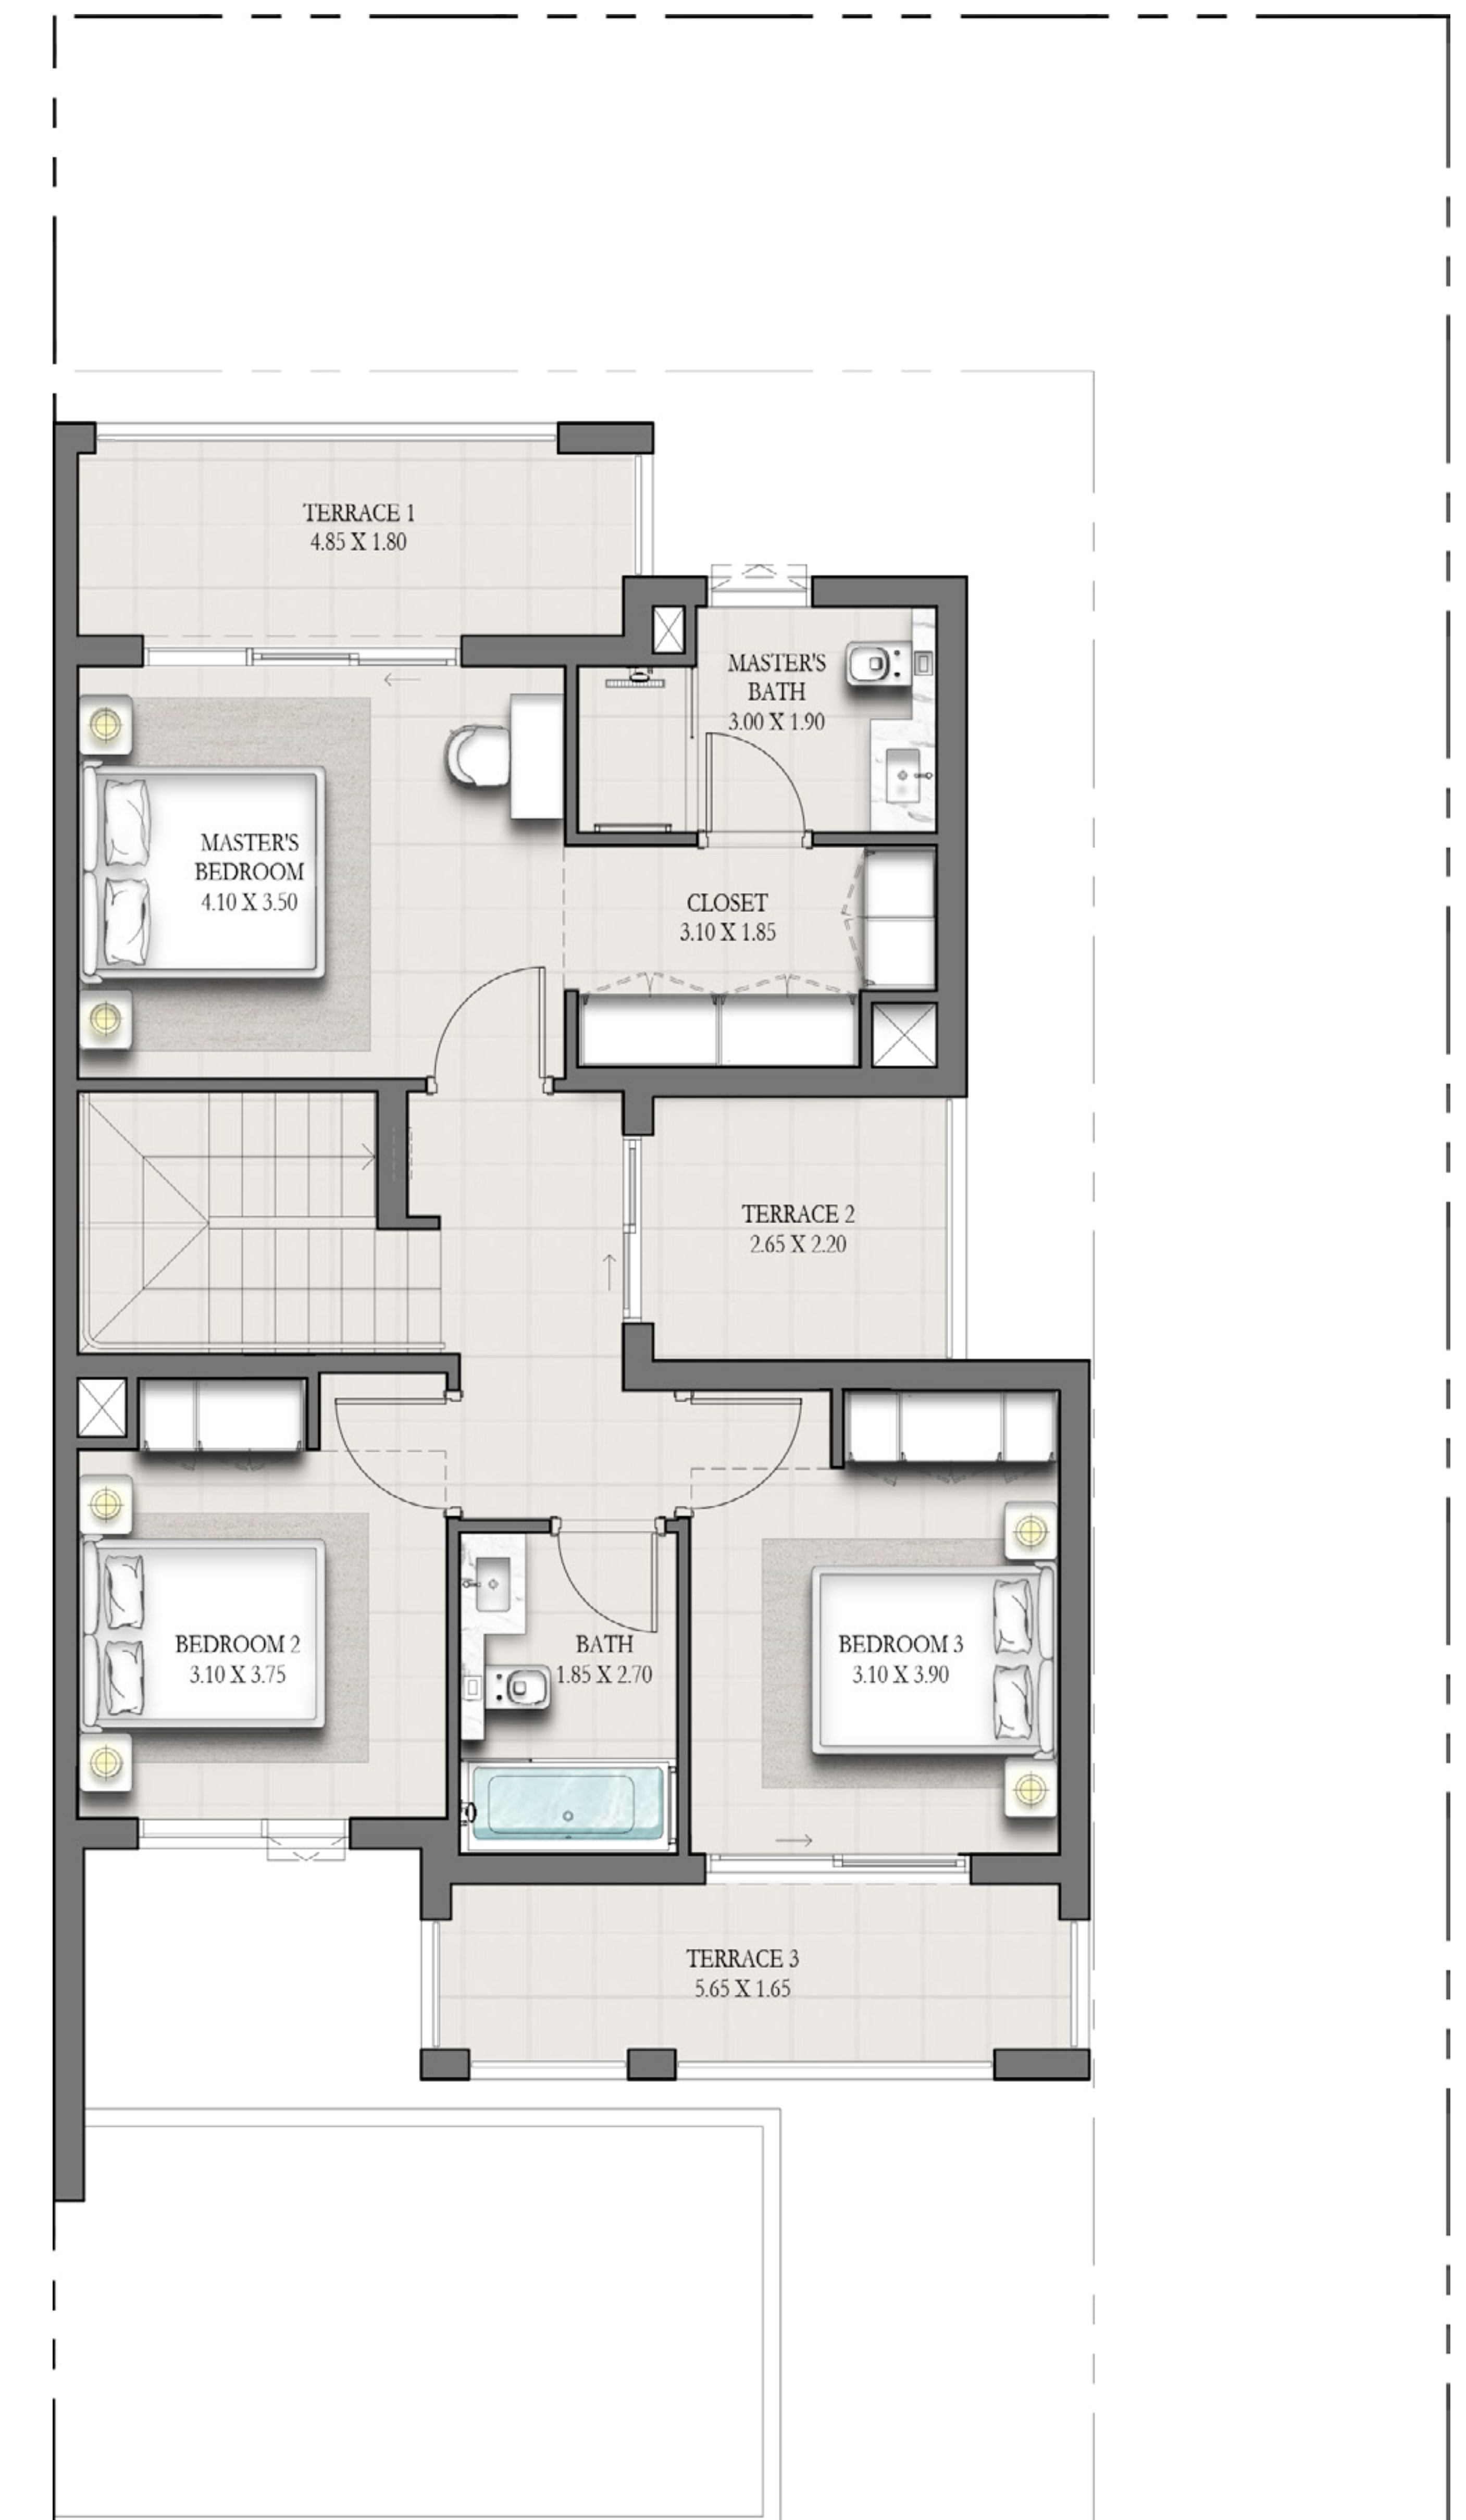 TERRACE 1
4.85 X 1.80
MASTER'S
BATH
3.00 X 1.90
MASTER'S
BEDROOM
4.10 X 3.50
CLOSET
3.10 X 1.85
TERRACE 2
2.65 X 2.20
BEDROOM 2
3.10 X 3.75
BATH
1.85 X 2.70
BEDROOM 3
3.10 X 3.90
TERRACE 3
5.65 X 1.65